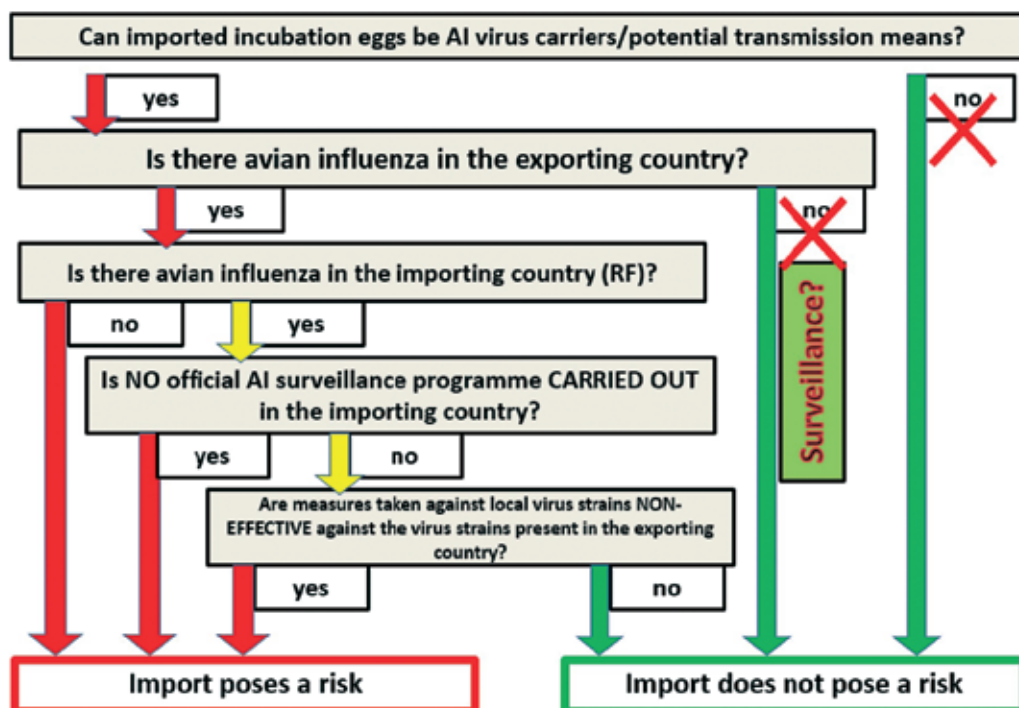 Can imported incubation eggs be AI virus carriers/potential transmission means?
yes
no
Is there avian influenza in the exporting country?
yes
no
Is there avian influenza in the importing country (RF)?
no
yes
Surveillance?
Is NO official AI surveillance programme CARRIED OUT
in the importing country?
yes
no
Are measures taken against local virus strains NON-
EFFECTIVE against the virus strains present in the exporting
country?
yes
no
Import poses a risk
Import does not pose a risk